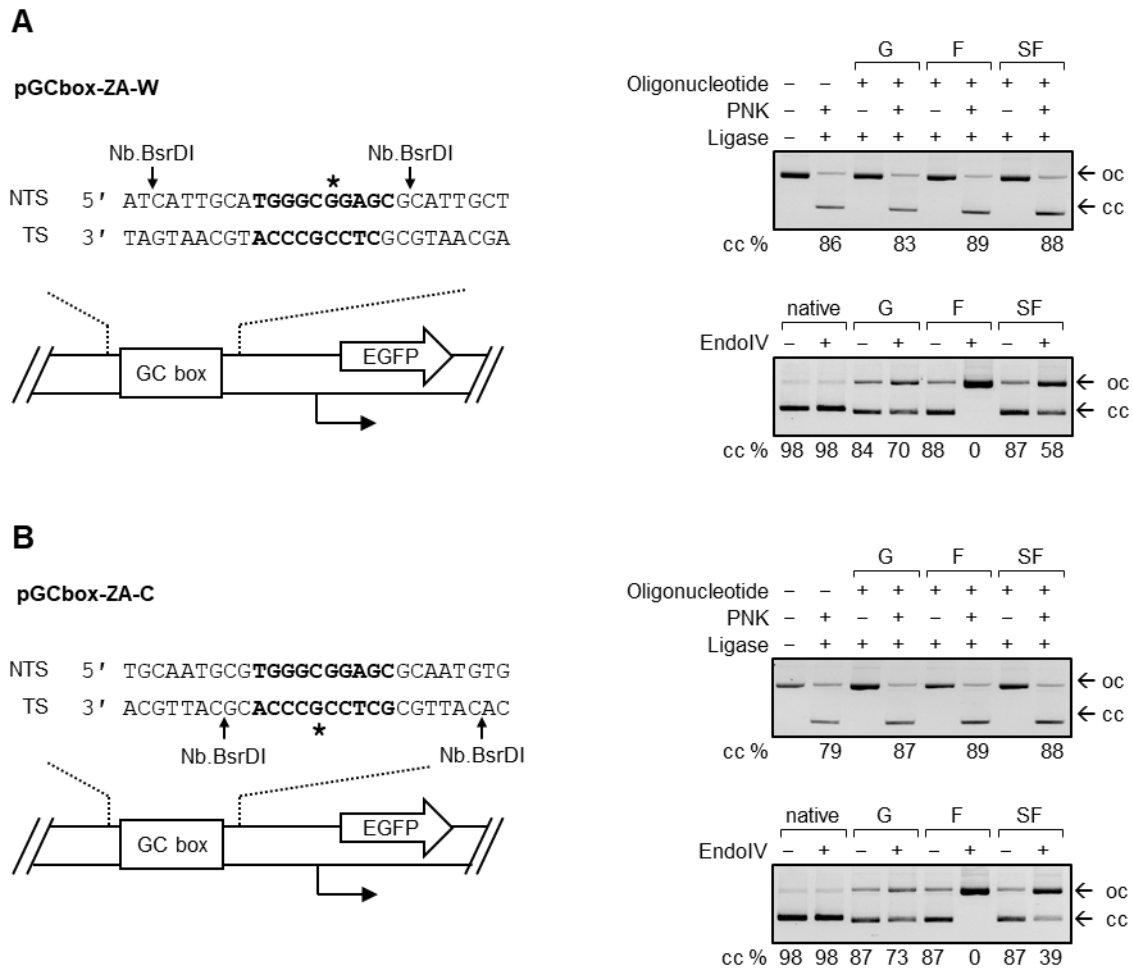 A
pGCbox-ZA-W
Nb.BsrDI Nb.BsrDI
*
NTS 5′ ATCATTGCATGGGCGGAGCGCATTGCT
TS 3′ TAGTAACGTACCCGCCTCGCGTAACGA
GC box EGFP
G F SF
Oligonucleotide – – + + + + + +
PNK – + – + – + – +
Ligase – + + + + + + +
← oc
← cc
cc % 86 83 89 88
native G F SF
EndoIV – + – + – + – +
← oc
← cc
cc % 98 98 84 70 88 0 87 58
B
pGCbox-ZA-C
NTS 5′ TGCAATGCGTGGGCGGAGCGCAATGTG
TS 3′ ACGTTACGCACCCGCCTCGCGTTACAC
*
Nb.BsrDI Nb.BsrDI
GC box EGFP
G F SF
Oligonucleotide – – + + + + + +
PNK – + – + – + – +
Ligase – + + + + + + +
← oc
← cc
cc % 79 87 89 88
native G F SF
EndoIV – + – + – + – +
← oc
← cc
cc % 98 98 87 73 87 0 87 39